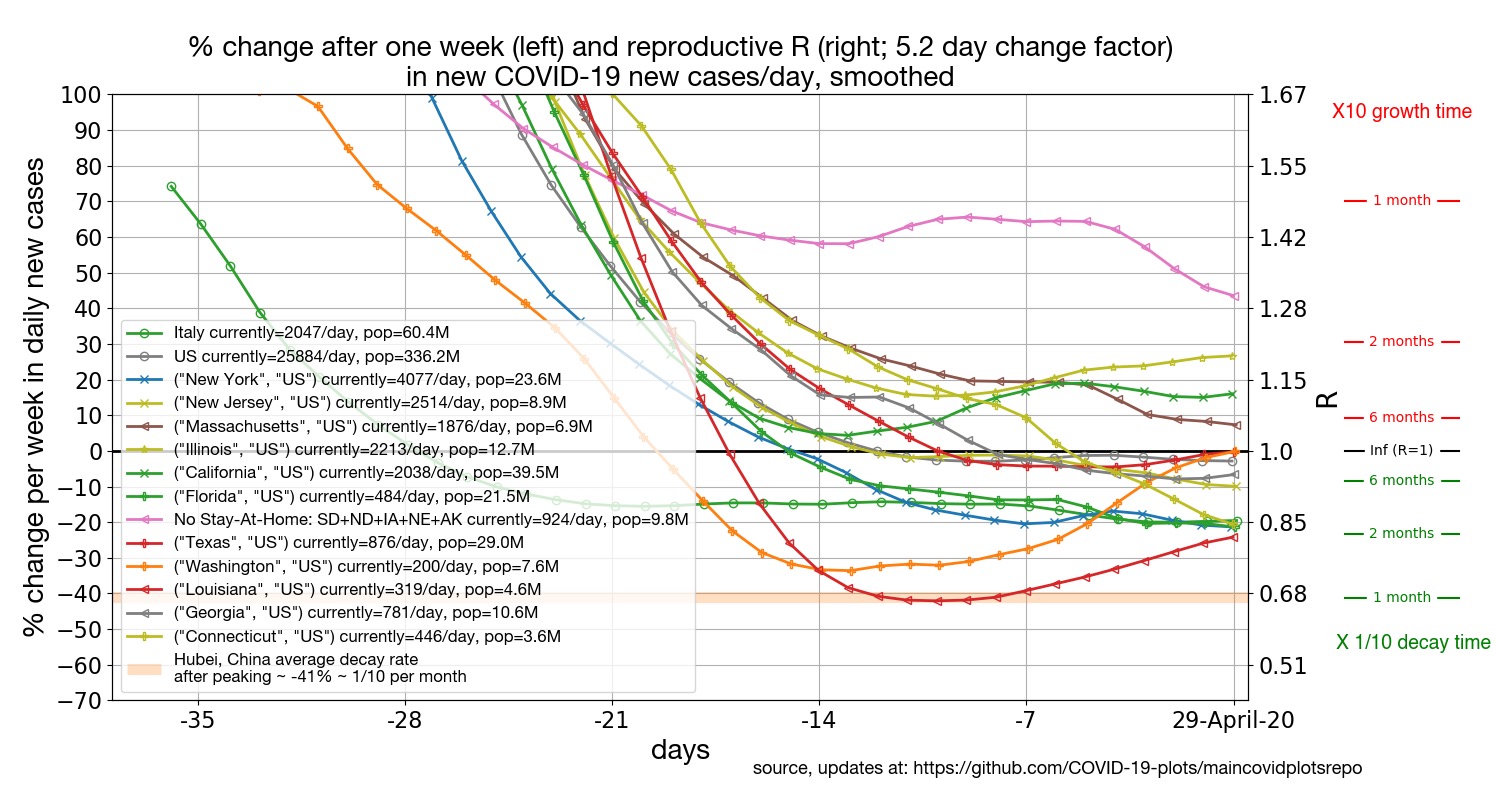 % change after one week (left) and reproductive R (right; 5.2 day change factor)
in new COVID-19 new cases/day, smoothed
% change per week in daily new cases
100
90
80
70
60
50
40
30
20
10
0
−10
−20
−30
−40
−50
−60
−70
Italy currently=2047/day, pop=60.4M
US currently=25884/day, pop=336.2M
("New York", "US") currently=4077/day, pop=23.6M
("New Jersey", "US") currently=2514/day, pop=8.9M
("Massachusetts", "US") currently=1876/day, pop=6.9M
("Illinois", "US") currently=2213/day, pop=12.7M
("California", "US") currently=2038/day, pop=39.5M
("Florida", "US") currently=484/day, pop=21.5M
No Stay-At-Home: SD+ND+IA+NE+AK currently=924/day, pop=9.8M
("Texas", "US") currently=876/day, pop=29.0M
("Washington", "US") currently=200/day, pop=7.6M
("Louisiana", "US") currently=319/day, pop=4.6M
("Georgia", "US") currently=781/day, pop=10.6M
("Connecticut", "US") currently=446/day, pop=3.6M
Hubei, China average decay rate
after peaking ~ -41% ~ 1/10 per month
-35
-28
-21
-14
-7
29-April-20
days
1.67
1.55
1.42
1.28
1.15
1.0
0.85
0.68
0.51
R
X10 growth time
1 month
2 months
6 months
Inf (R=1)
6 months
2 months
1 month
X 1/10 decay time
source, updates at: https://github.com/COVID-19-plots/maincovidplotsrepo